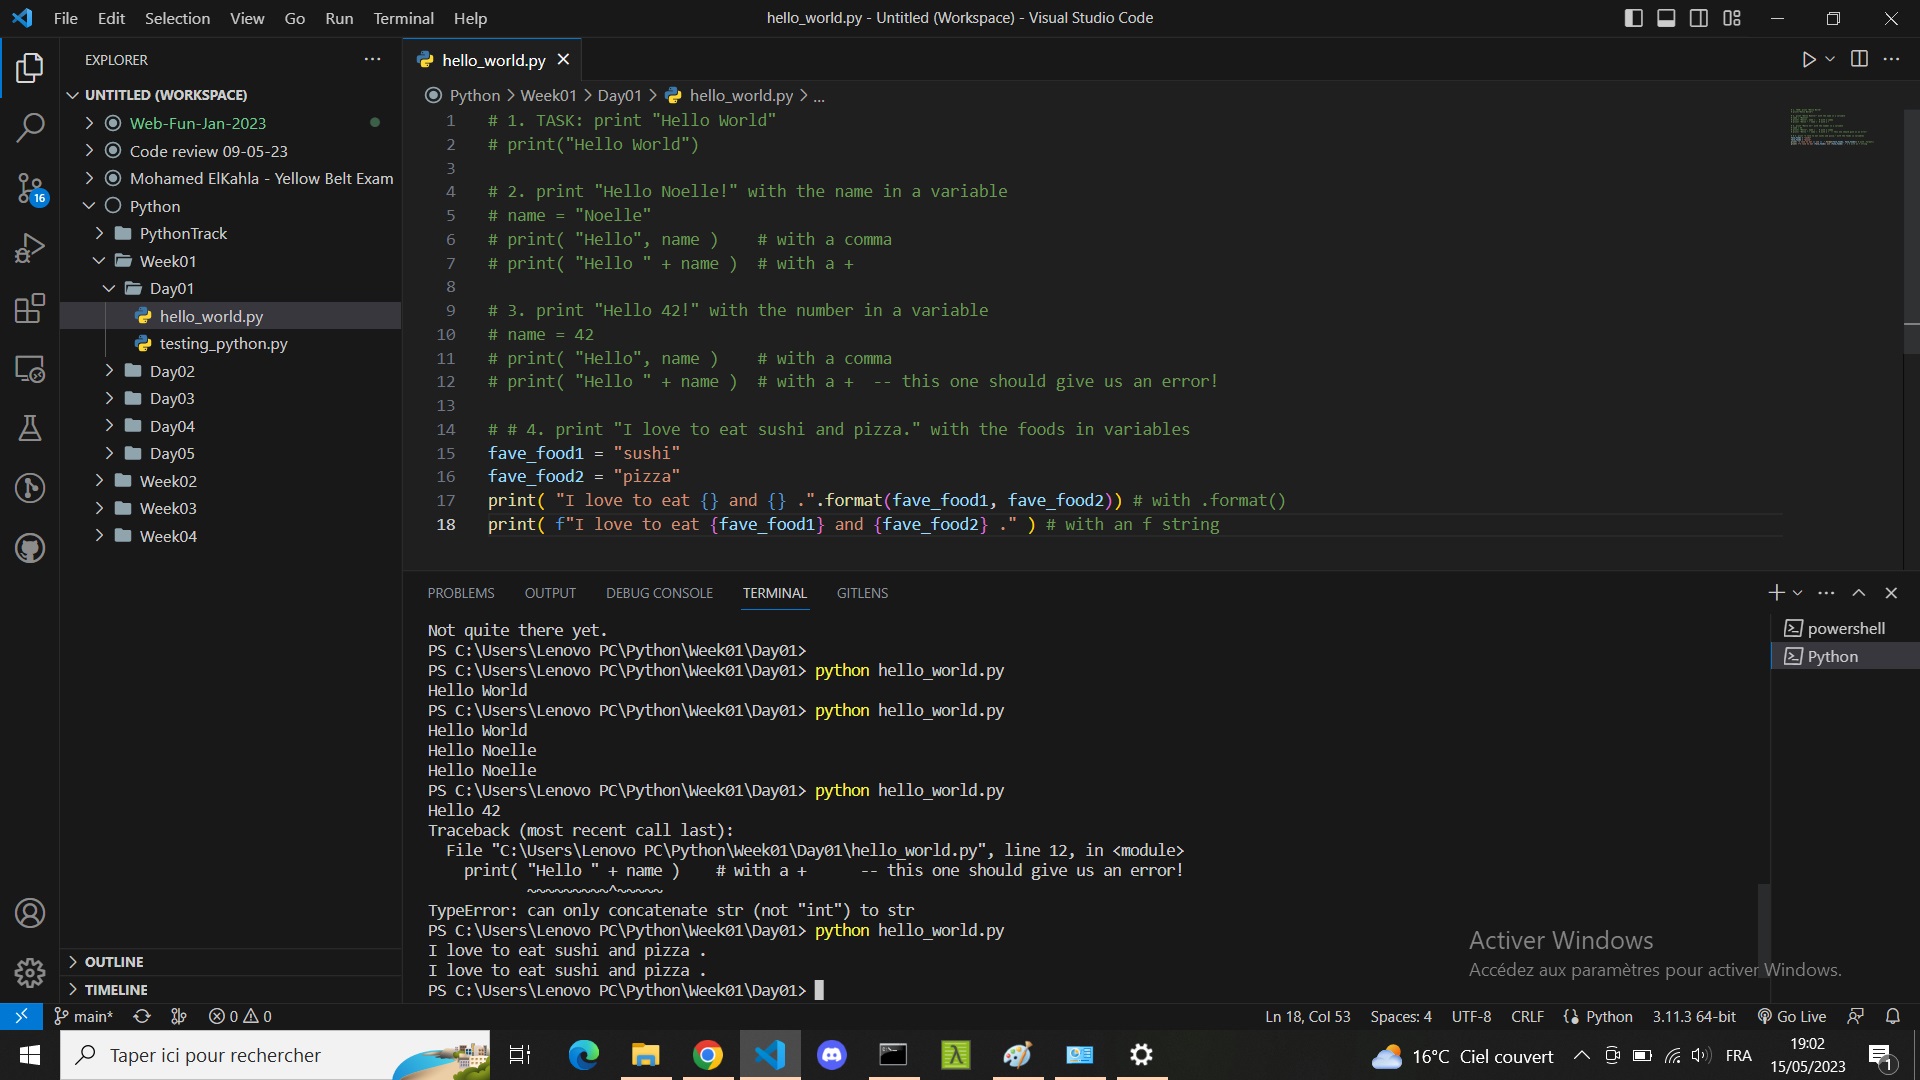 File Edit Selection View Go Run Terminal Help
hello_world.py - Untitled (Workspace) - Visual Studio Code
EXPLORER
UNTITLED (WORKSPACE)
Web-Fun-Jan-2023
Code review 09-05-23
Mohamed ElKahla - Yellow Belt Exam
Python
PythonTrack
Week01
Day01
hello_world.py
testing_python.py
Day02
Day03
Day04
Day05
Week02
Week03
Week04
OUTLINE
TIMELINE
16
hello_world.py
Python > Week01 > Day01 > hello_world.py > ...
1 # 1. TASK: print "Hello World"
2 # print("Hello World")
3
4 # 2. print "Hello Noelle!" with the name in a variable
5 # name = "Noelle"
6 # print( "Hello", name )    # with a comma
7 # print( "Hello " + name )  # with a +
8
9 # 3. print "Hello 42!" with the number in a variable
10 # name = 42
11 # print( "Hello", name )    # with a comma
12 # print( "Hello " + name )  # with a +  -- this one should give us an error!
13
14 # # 4. print "I love to eat sushi and pizza." with the foods in variables
15 fave_food1 = "sushi"
16 fave_food2 = "pizza"
17 print( "I love to eat {} and {} .".format(fave_food1, fave_food2)) # with .format()
18 print( f"I love to eat {fave_food1} and {fave_food2} ." ) # with an f string
PROBLEMS OUTPUT DEBUG CONSOLE TERMINAL GITLENS
Not quite there yet.
PS C:\Users\Lenovo PC\Python\Week01\Day01>
PS C:\Users\Lenovo PC\Python\Week01\Day01> python hello_world.py
Hello World
PS C:\Users\Lenovo PC\Python\Week01\Day01> python hello_world.py
Hello World
Hello Noelle
Hello Noelle
PS C:\Users\Lenovo PC\Python\Week01\Day01> python hello_world.py
Hello 42
Traceback (most recent call last):
  File "C:\Users\Lenovo PC\Python\Week01\Day01\hello_world.py", line 12, in <module>
    print( "Hello " + name )    # with a +      -- this one should give us an error!
           ~~~~~~~~~^~~~~~
TypeError: can only concatenate str (not "int") to str
PS C:\Users\Lenovo PC\Python\Week01\Day01> python hello_world.py
I love to eat sushi and pizza .
I love to eat sushi and pizza .
PS C:\Users\Lenovo PC\Python\Week01\Day01>
powershell
Python
Activer Windows
Accédez aux paramètres pour activer Windows.
main* 0 0 Ln 18, Col 53 Spaces: 4 UTF-8 CRLF Python 3.11.3 64-bit Go Live
Taper ici pour rechercher
16°C Ciel couvert FRA
19:02
15/05/2023
1